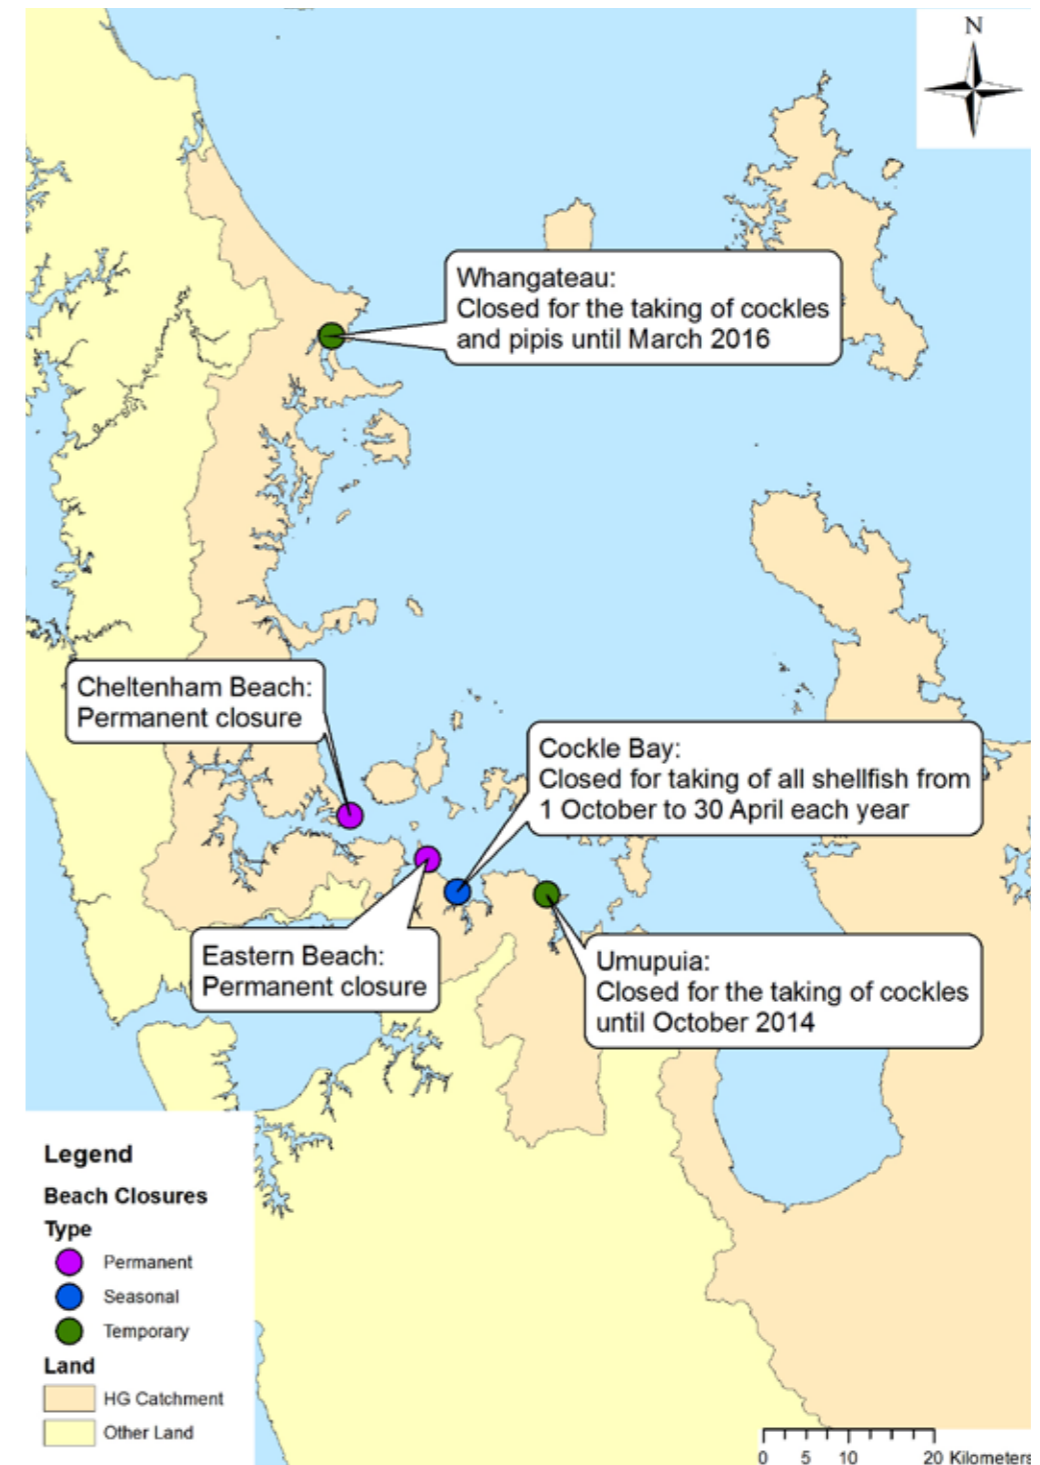 N
Whangateau:
Closed for the taking of cockles
and pipis until March 2016
Cheltenham Beach:
Permanent closure
Cockle Bay:
Closed for taking of all shellfish from
1 October to 30 April each year
Eastern Beach:
Permanent closure
Umupuia:
Closed for the taking of cockles
until October 2014
Legend
Beach Closures
Type
Permanent
Seasonal
Temporary
Land
HG Catchment
Other Land
0 5 10 20 Kilometers